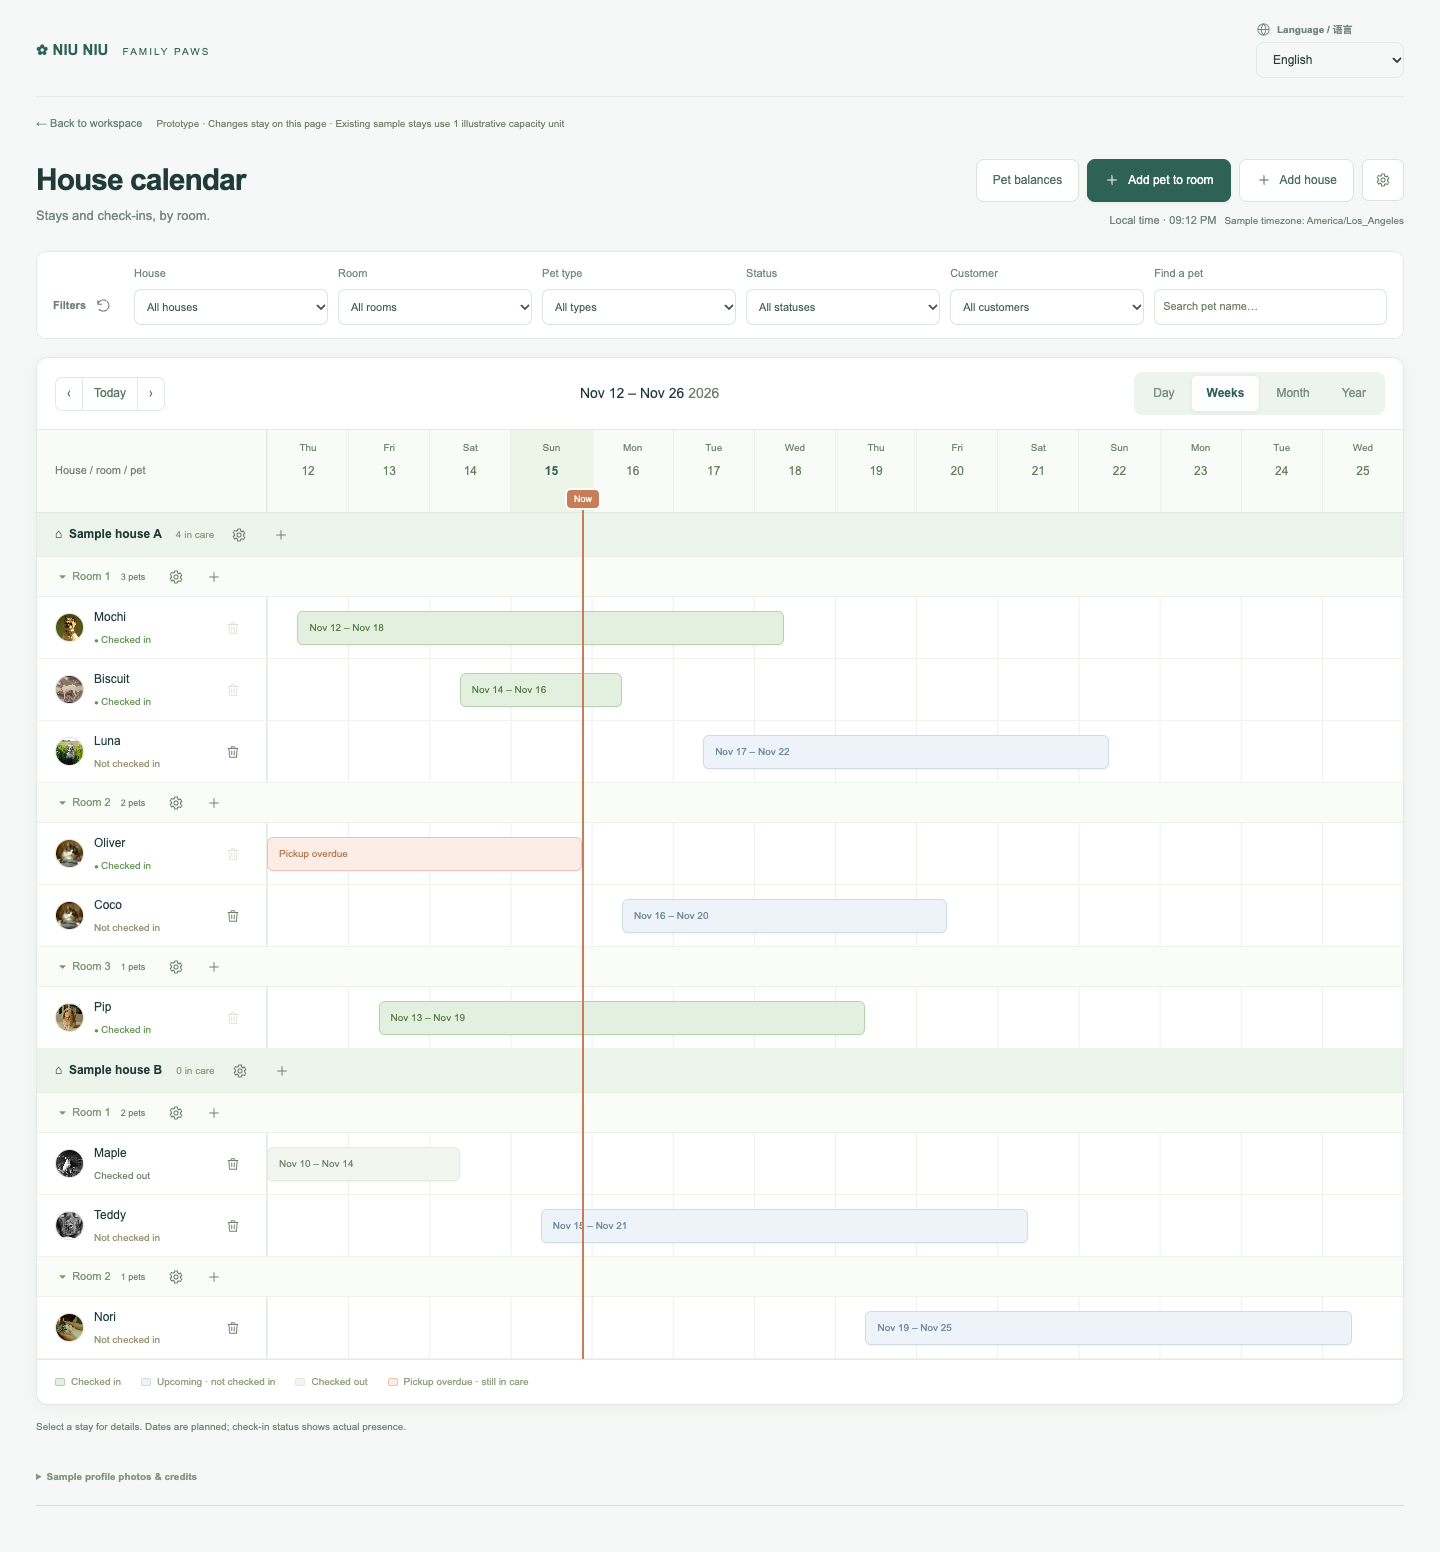 ✿ NIU NIU FAMILY PAWS
Language / 语言
English
← Back to workspace Prototype · Changes stay on this page · Existing sample stays use 1 illustrative capacity unit
House calendar
Pet balances + Add pet to room + Add house
Stays and check-ins, by room.
Local time · 09:12 PM Sample timezone: America/Los_Angeles
Filters
House Room Pet type Status Customer Find a pet
All houses All rooms All types All statuses All customers Search pet name…
‹ Today ›
Nov 12 – Nov 26 2026
Day Weeks Month Year
House / room / pet
Thu Fri Sat Sun Mon Tue Wed Thu Fri Sat Sun Mon Tue Wed
12 13 14 15 16 17 18 19 20 21 22 23 24 25
Now
⌂ Sample house A 4 in care +
Room 1 3 pets +
Mochi
• Checked in
Nov 12 – Nov 18
Biscuit
• Checked in
Nov 14 – Nov 16
Luna
Not checked in
Nov 17 – Nov 22
Room 2 2 pets +
Oliver
• Checked in
Pickup overdue
Coco
Not checked in
Nov 16 – Nov 20
Room 3 1 pets +
Pip
• Checked in
Nov 13 – Nov 19
⌂ Sample house B 0 in care +
Room 1 2 pets +
Maple
Checked out
Nov 10 – Nov 14
Teddy
Not checked in
Nov 15 – Nov 21
Room 2 1 pets +
Nori
Not checked in
Nov 19 – Nov 25
Checked in Upcoming · not checked in Checked out Pickup overdue · still in care
Select a stay for details. Dates are planned; check-in status shows actual presence.
Sample profile photos & credits